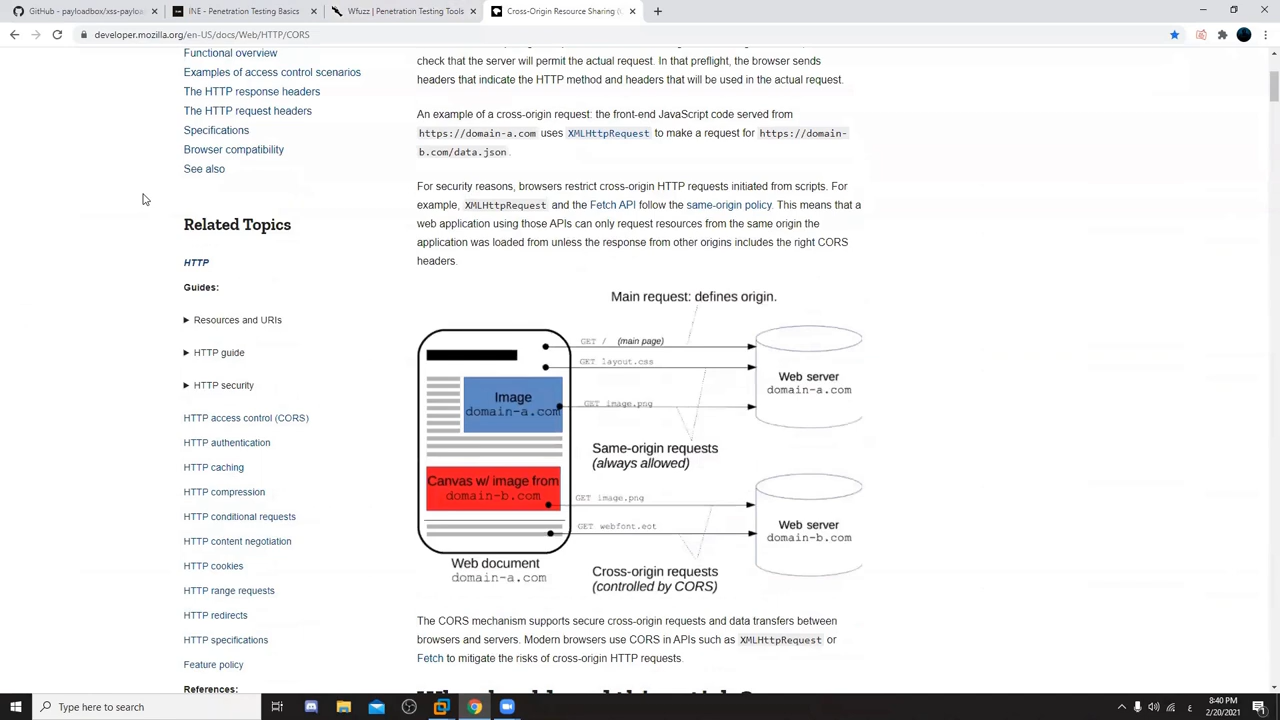 GitHub - payloadbox/xss-payloa
INE - Penetration Testing Basics
Wfuzz | Penetration Testing Tools
Cross-Origin Resource Sharing (
developer.mozilla.org/en-US/docs/Web/HTTP/CORS
Functional overview
Examples of access control scenarios
The HTTP response headers
The HTTP request headers
Specifications
Browser compatibility
See also
Related Topics
HTTP
Guides:
Resources and URIs
HTTP guide
HTTP security
HTTP access control (CORS)
HTTP authentication
HTTP caching
HTTP compression
HTTP conditional requests
HTTP content negotiation
HTTP cookies
HTTP range requests
HTTP redirects
HTTP specifications
Feature policy
References:
check that the server will permit the actual request. In that preflight, the browser sends
headers that indicate the HTTP method and headers that will be used in the actual request.
An example of a cross-origin request: the front-end JavaScript code served from
https://domain-a.com uses XMLHttpRequest to make a request for https://domain-
b.com/data.json.
For security reasons, browsers restrict cross-origin HTTP requests initiated from scripts. For
example, XMLHttpRequest and the Fetch API follow the same-origin policy. This means that a
web application using those APIs can only request resources from the same origin the
application was loaded from unless the response from other origins includes the right CORS
headers.
Main request: defines origin.
GET / (main page)
GET layout.css
Image
domain-a.com
GET image.png
Web server
domain-a.com
Same-origin requests
(always allowed)
Canvas w/ image from
domain-b.com
GET image.png
GET webfont.eot
Web server
domain-b.com
Web document
domain-a.com
Cross-origin requests
(controlled by CORS)
The CORS mechanism supports secure cross-origin requests and data transfers between
browsers and servers. Modern browsers use CORS in APIs such as XMLHttpRequest or
Fetch to mitigate the risks of cross-origin HTTP requests.
Type here to search
8:40 PM
2/20/2021